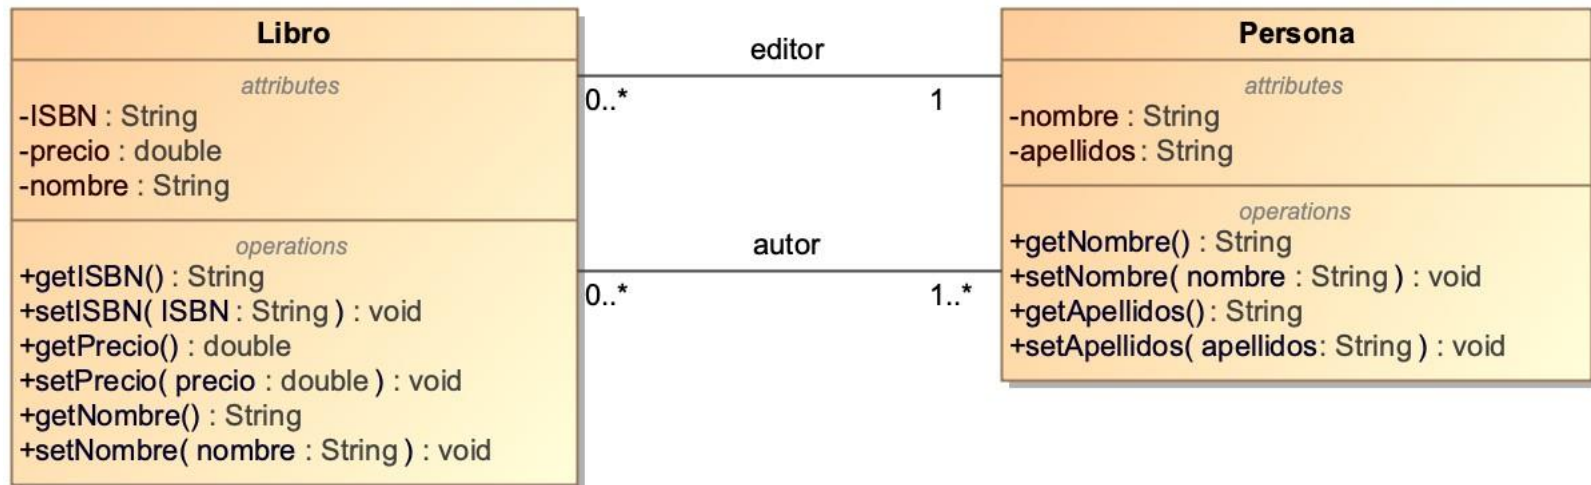 Libro
attributes
-ISBN : String
-precio : double
-nombre : String
operations
+getISBN() : String
+setISBN( ISBN : String ) : void
+getPrecio() : double
+setPrecio( precio : double ) : void
+getNombre() : String
+setNombre( nombre : String ) : void
editor
0..*
1
autor
0..*
1..*
Persona
attributes
-nombre : String
-apellidos : String
operations
+getNombre() : String
+setNombre( nombre : String ) : void
+getApellidos() : String
+setApellidos( apellidos: String ) : void